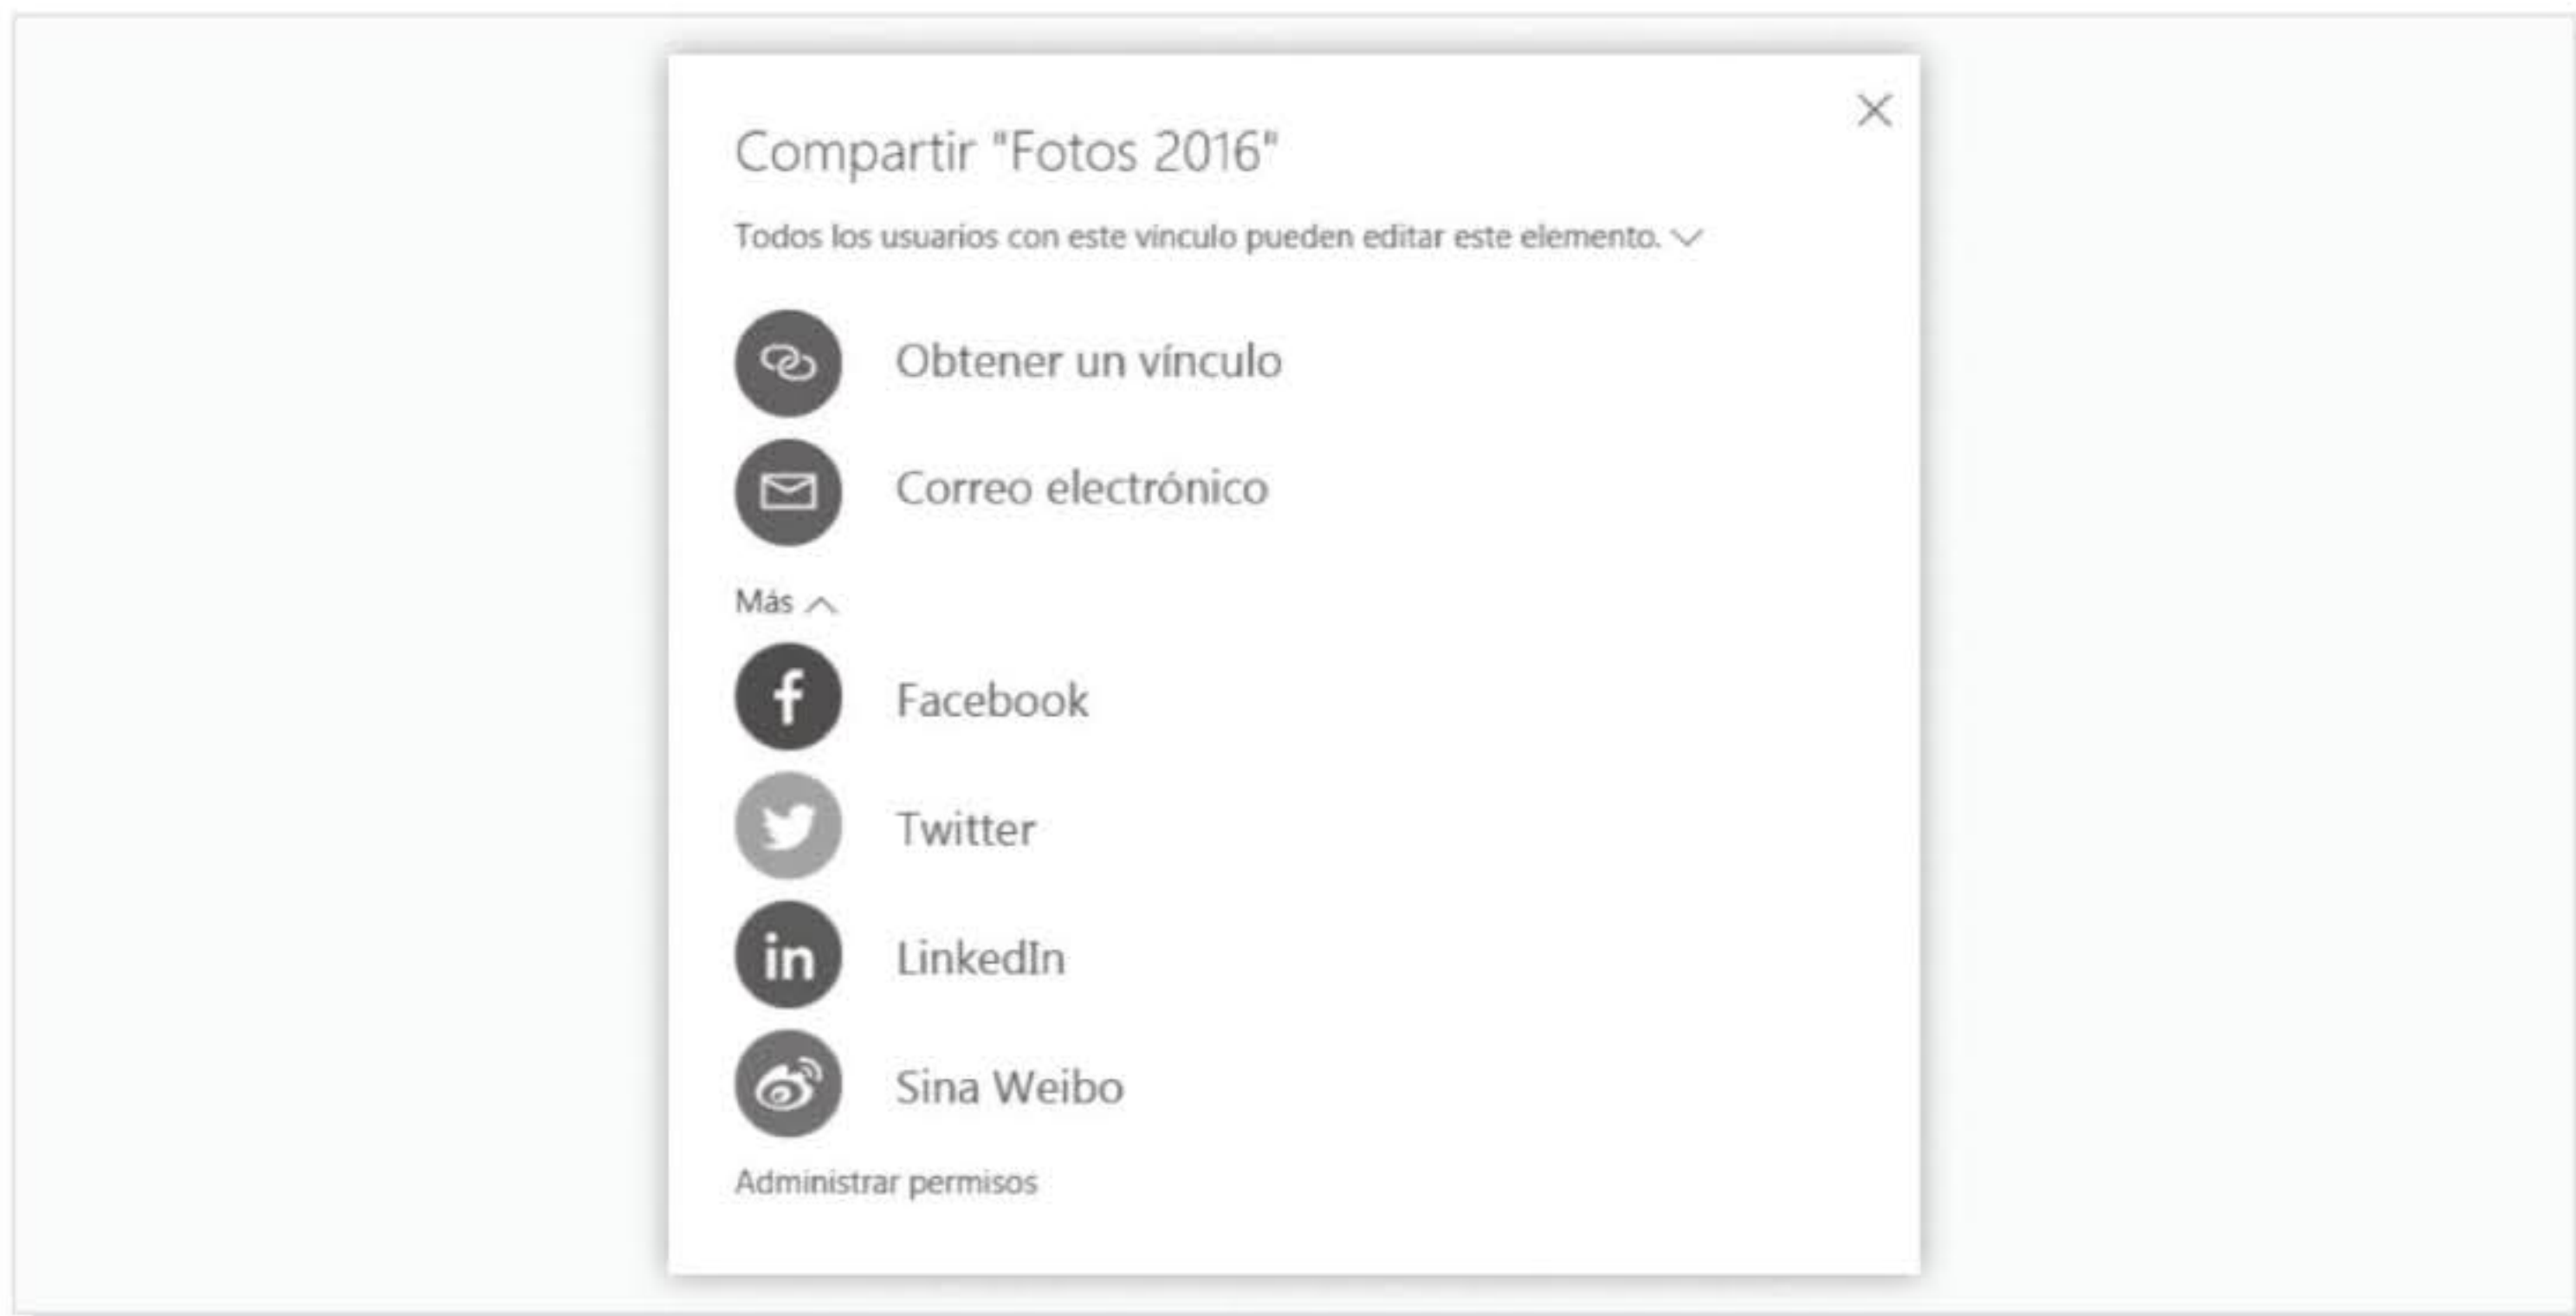 Compartir "Fotos 2016"
Todos los usuarios con este vínculo pueden editar este elemento.
Obtener un vínculo
Correo electrónico
Más
f
Facebook
Twitter
in
LinkedIn
Sina Weibo
Administrar permisos